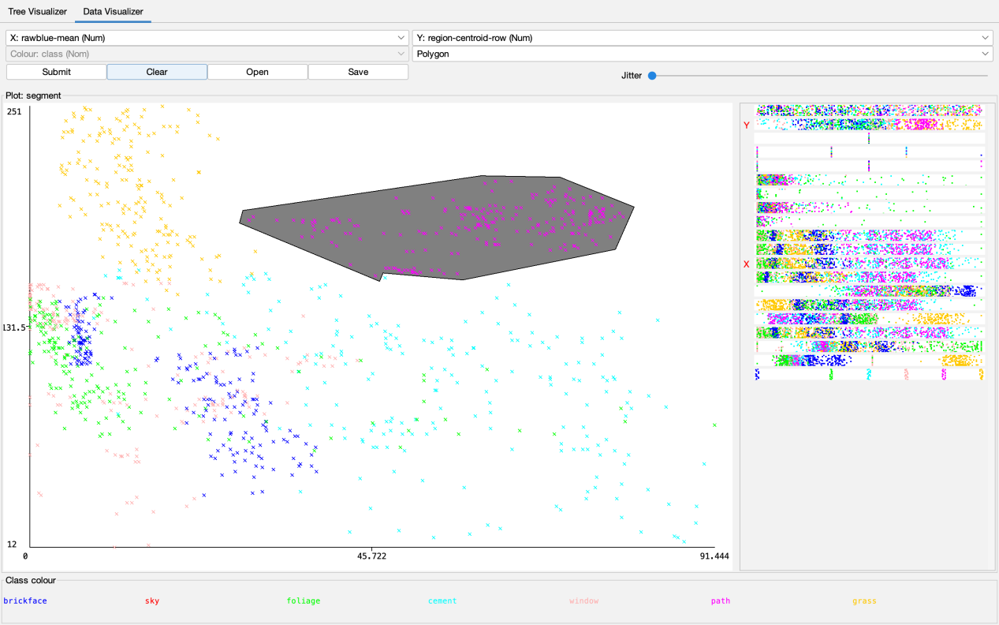 Tree Visualizer Data Visualizer
X: rawblue-mean (Num) Y: region-centroid-row (Num)
Colour: class (Nom) Polygon
Submit Clear Open Save Jitter
Plot: segment
251
131.5
12
0 45.722 91.444
Y
X
Class colour
brickface sky foliage cement window path grass